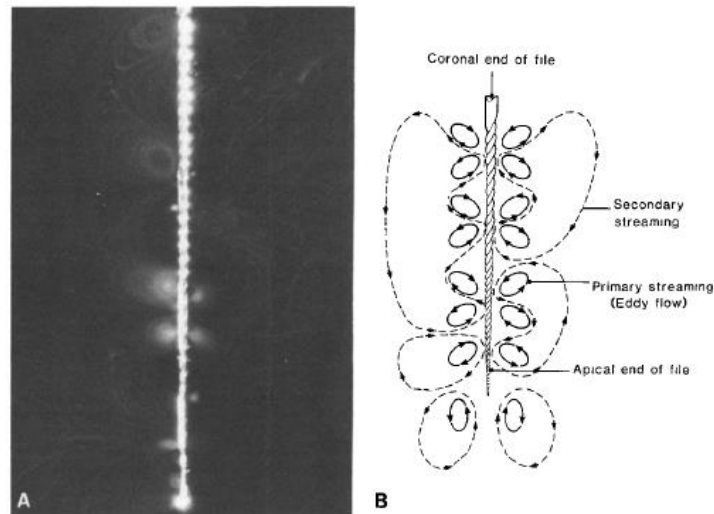 A
Coronal end of file
Secondary
streaming
Primary streaming
(Eddy flow)
Apical end of file
B